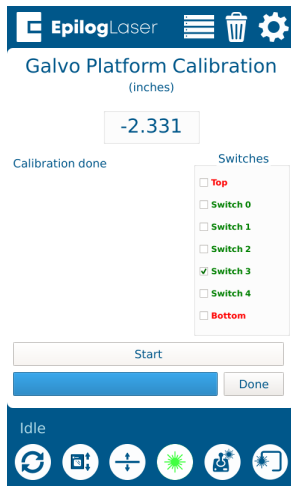 EpilogLaser
Galvo Platform Calibration
(inches)
-2.331
Calibration done
Switches
Top
Switch 0
Switch 1
Switch 2
Switch 3
Switch 4
Bottom
Start
Done
Idle